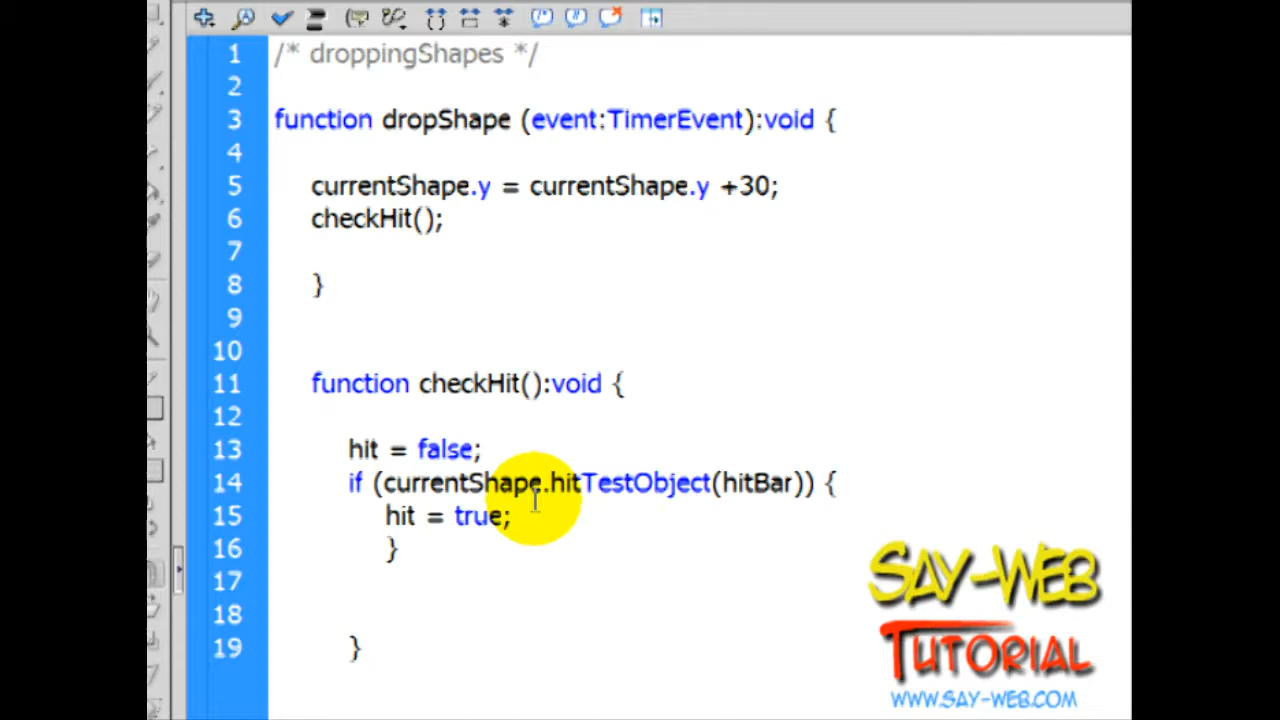 1 /* droppingShapes */
2
3 function dropShape (event:TimerEvent):void {
4
5 currentShape.y = currentShape.y +30;
6 checkHit();
7
8 }
9
10
11 function checkHit():void {
12
13 hit = false;
14 if (currentShape.hitTestObject(hitBar)) {
15 hit = true;
16 }
17
18
19 }
SAY-WEB
TUTORIAL
WWW.SAY-WEB.COM